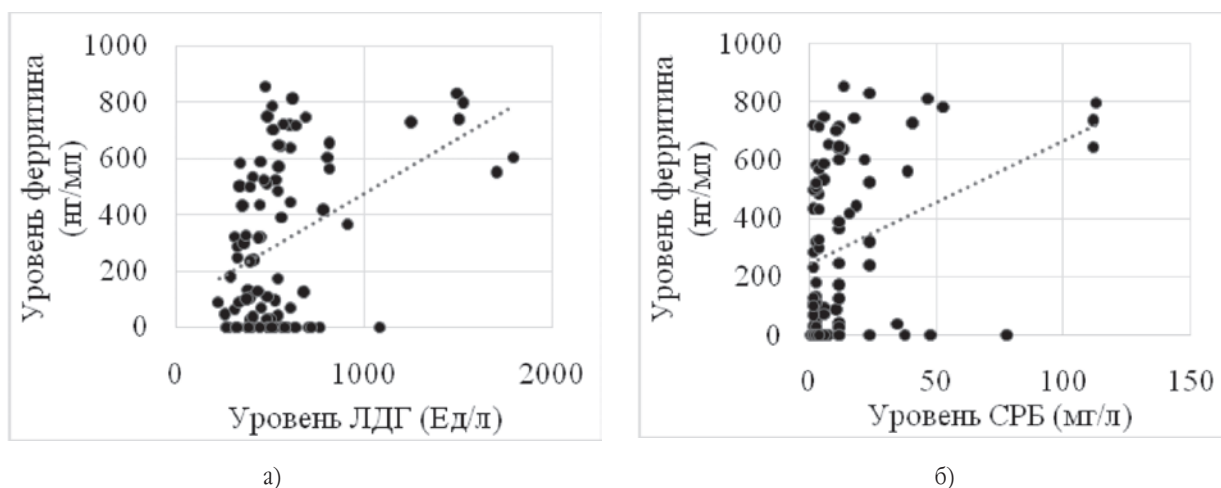 Уровень ферритина
(нг/мл)
1000
800
600
400
200
0
0
1000
2000
Уровень ЛДГ (Ед/л)
а)
Уровень ферритина
(нг/мл)
1000
800
600
400
200
0
0
50
100
150
Уровень СРБ (мг/л)
б)